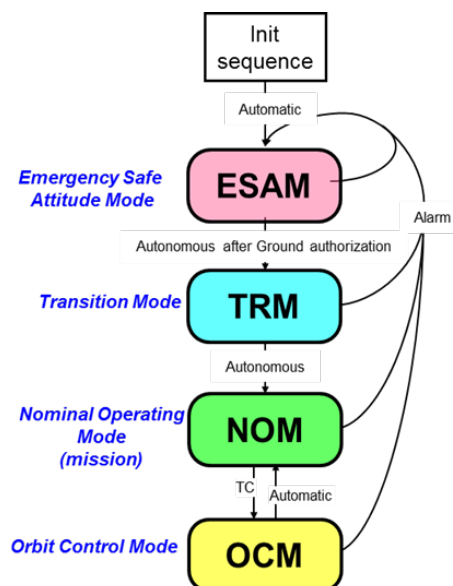 Init
sequence
Automatic
Emergency Safe
Attitude Mode
ESAM
Alarm
Autonomous after Ground authorization
Transition Mode
TRM
Autonomous
Nominal Operating
Mode
(mission)
NOM
TC
Automatic
Orbit Control Mode
OCM